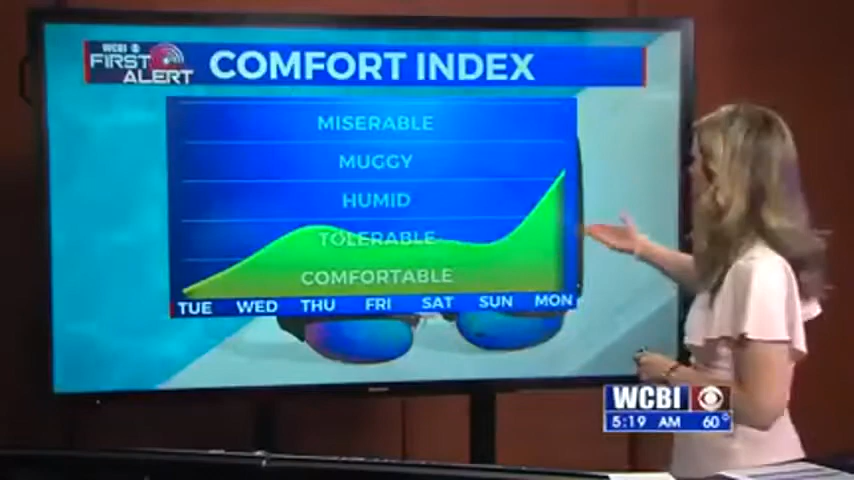 WCBI
FIRST
ALERT
COMFORT INDEX
MISERABLE
MUGGY
HUMID
TOLERABLE
COMFORTABLE
TUE WED THU FRI SAT SUN MON
WCBI
5:19 AM 60°